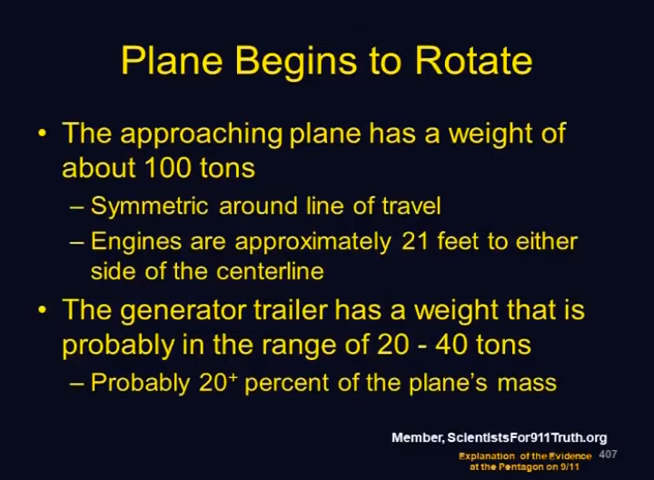 Plane Begins to Rotate
• The approaching plane has a weight of
about 100 tons
– Symmetric around line of travel
– Engines are approximately 21 feet to either
side of the centerline
• The generator trailer has a weight that is
probably in the range of 20 - 40 tons
– Probably 20⁺ percent of the plane's mass
Member, ScientistsFor911Truth.org
Explanation of the Evidence 407
at the Pentagon on 9/11